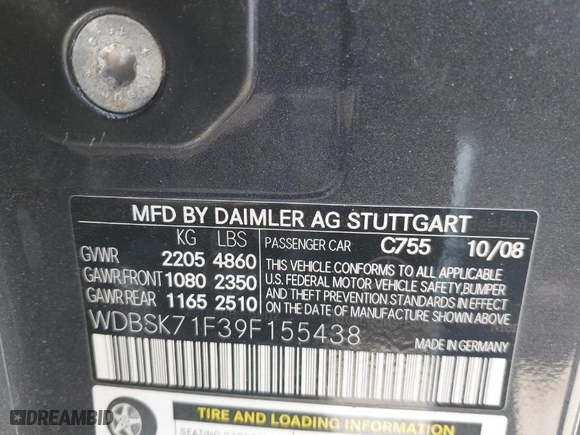 MFD BY DAIMLER AG STUTTGART
KG LBS PASSENGER CAR C755 10/08
GVWR 2205 4860
GAWR FRONT 1080 2350
GAWR REAR 1165 2510
THIS VEHICLE CONFORMS TO ALL APPLICABLE
U.S. FEDERAL MOTOR VEHICLE SAFETY, BUMPER
AND THEFT PREVENTION STANDARDS IN EFFECT
ON THE DATE OF MANUFACTURE SHOWN ABOVE
WDBSK71F39F155438
MADE IN GERMANY
TIRE AND LOADING INFORMATION
DREAMBID